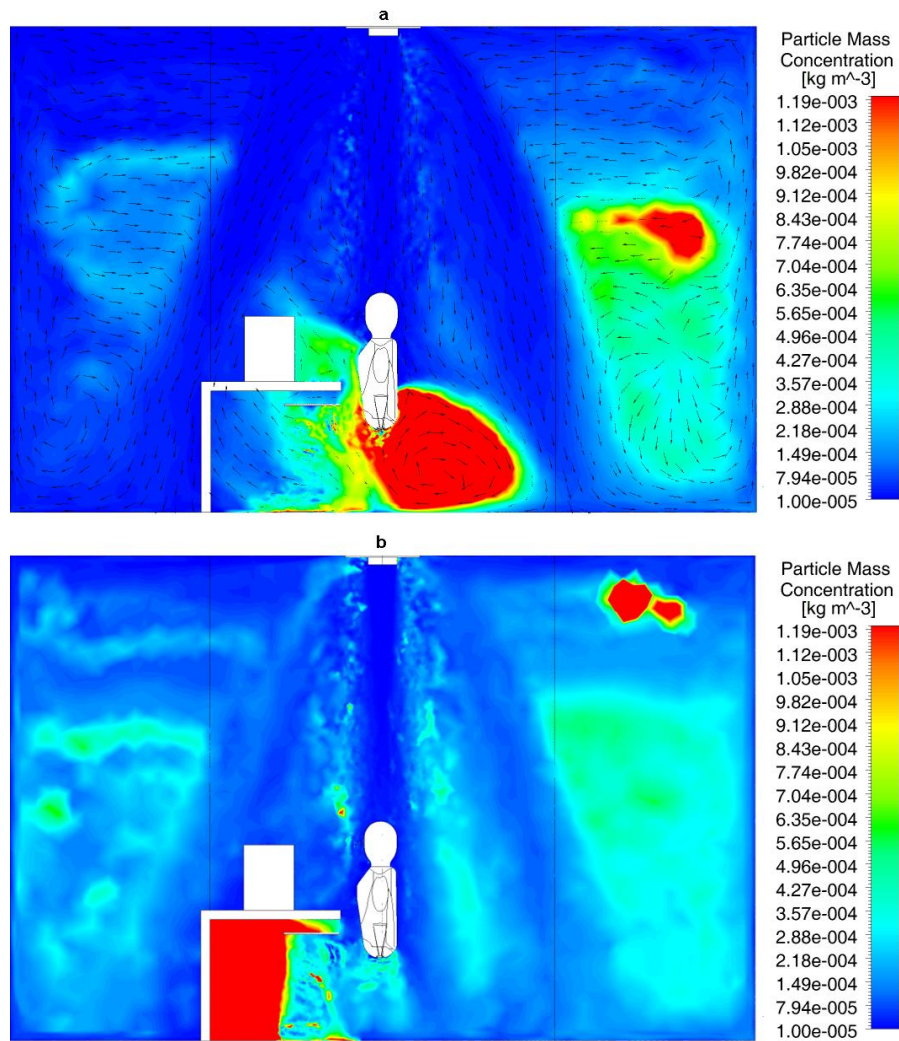 a
Particle Mass
Concentration
[kg m^-3]
1.19e-003
1.12e-003
1.05e-003
9.82e-004
9.12e-004
8.43e-004
7.74e-004
7.04e-004
6.35e-004
4.96e-004
4.27e-004
3.57e-004
2.88e-004
2.18e-004
1.49e-004
7.94e-005
1.00e-005
b
Particle Mass
Concentration
[kg m^-3]
1.19e-003
1.12e-003
1.05e-003
9.82e-004
9.12e-004
8.43e-004
7.74e-004
7.04e-004
6.35e-004
5.65e-004
4.96e-004
4.27e-004
3.57e-004
2.88e-004
2.18e-004
1.49e-004
7.94e-005
1.00e-005